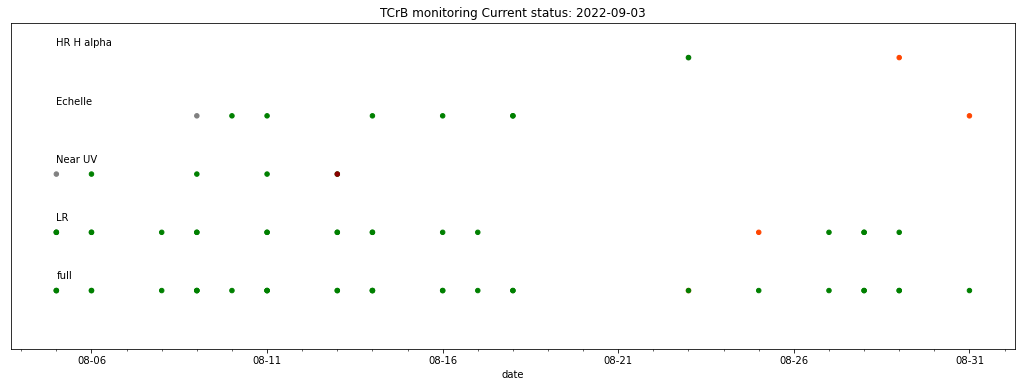 TCrB monitoring Current status: 2022-09-03
HR H alpha
Echelle
Near UV
LR
full
08-06 08-11 08-16 08-21 08-26 08-31
date